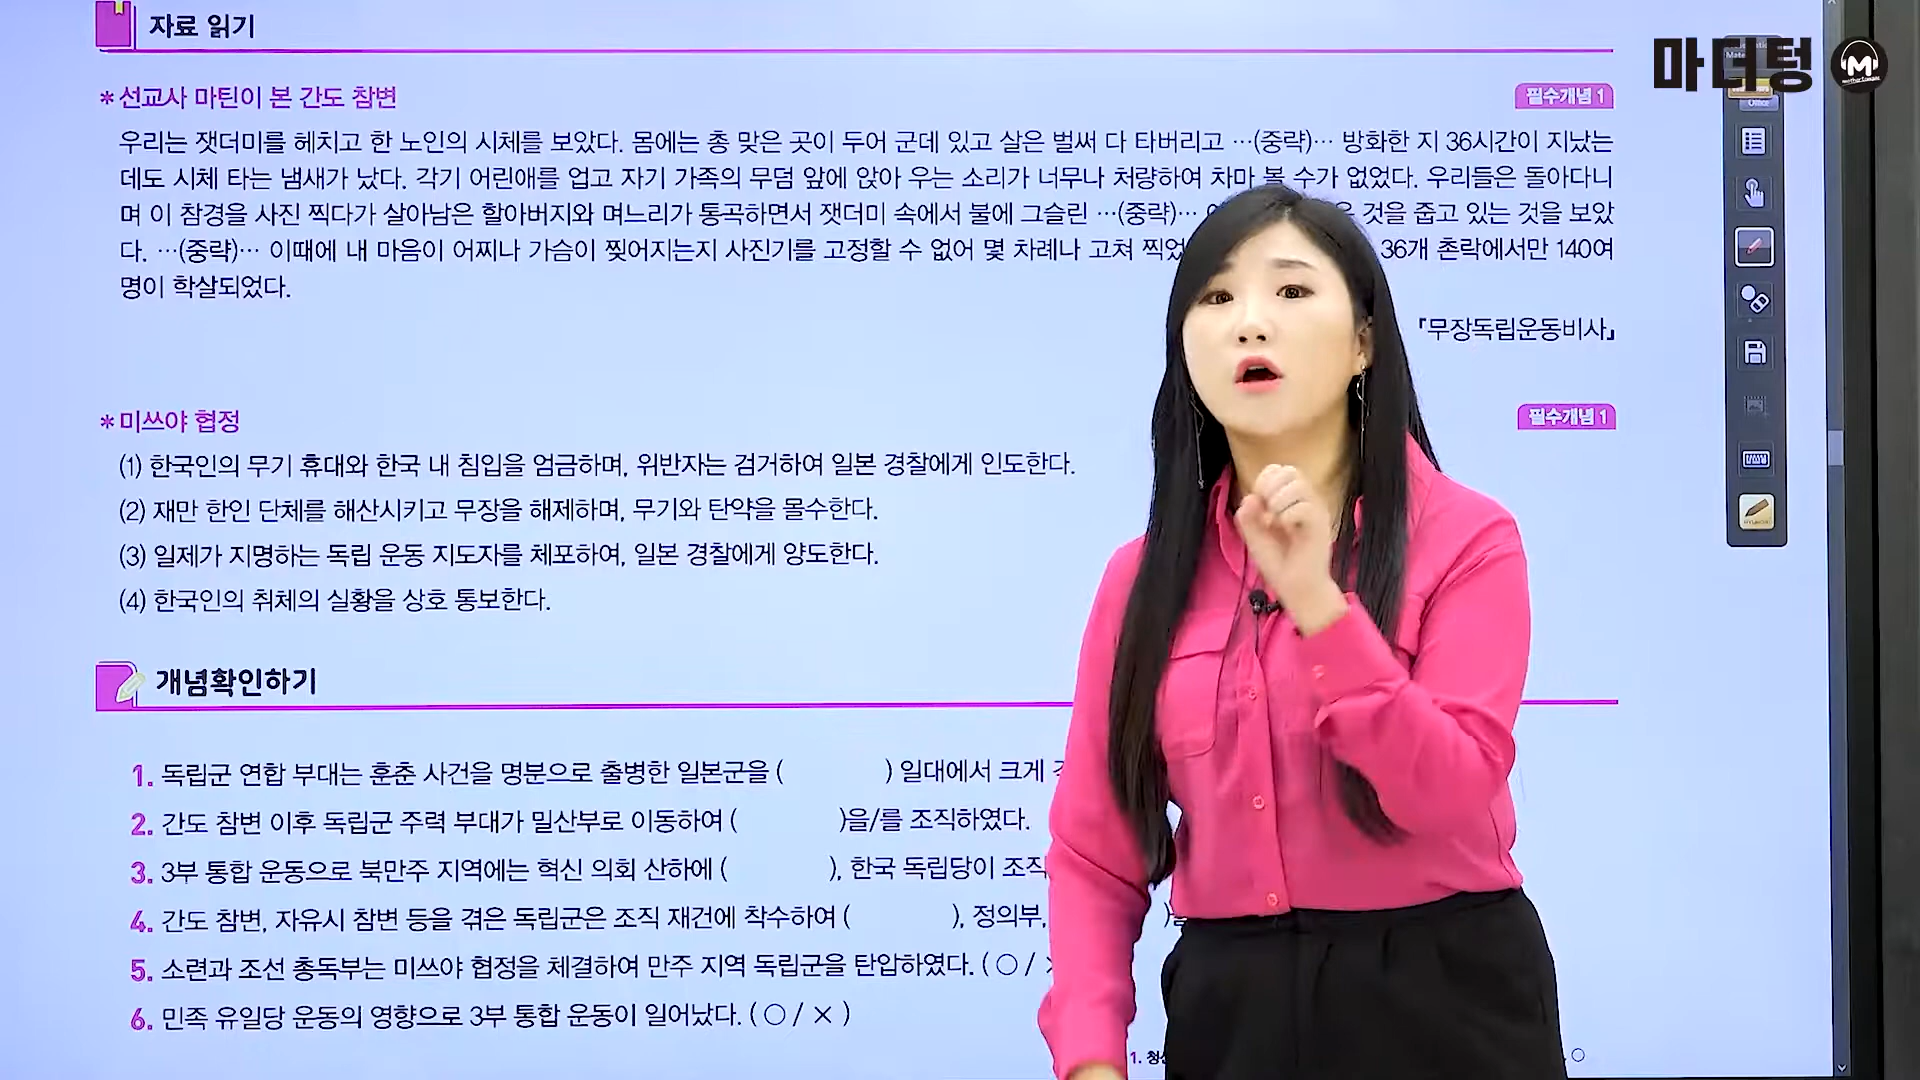 자료 읽기
마더텅
*선교사 마틴이 본 간도 참변
필수개념 1
우리는 잿더미를 헤치고 한 노인의 시체를 보았다. 몸에는 총 맞은 곳이 두어 군데 있고 살은 벌써 다 타버리고 …(중략)… 방화한 지 36시간이 지났는
데도 시체 타는 냄새가 났다. 각기 어린애를 업고 자기 가족의 무덤 앞에 앉아 우는 소리가 너무나 처량하여 차마 볼 수가 없었다. 우리들은 돌아다니
며 이 참경을 사진 찍다가 살아남은 할아버지와 며느리가 통곡하면서 잿더미 속에서 불에 그슬린 …(중략)… 것을 줍고 있는 것을 보았
다. …(중략)… 이때에 내 마음이 어찌나 가슴이 찢어지는지 사진기를 고정할 수 없어 몇 차례나 고쳐 36개 촌락에서만 140여
명이 학살되었다.
『무장독립운동비사』
*미쓰야 협정
필수개념 1
(1) 한국인의 무기 휴대와 한국 내 침입을 엄금하며, 위반자는 검거하여 일본 경찰에게 인도한다.
(2) 재만 한인 단체를 해산시키고 무장을 해제하며, 무기와 탄약을 몰수한다.
(3) 일제가 지명하는 독립 운동 지도자를 체포하여, 일본 경찰에게 양도한다.
(4) 한국인의 취체의 실황을 상호 통보한다.
개념확인하기
1. 독립군 연합 부대는 훈춘 사건을 명분으로 출병한 일본군을 ( ) 일대에서 크게
2. 간도 참변 이후 독립군 주력 부대가 밀산부로 이동하여 ( )을/를 조직하였다.
3. 3부 통합 운동으로 북만주 지역에는 혁신 의회 산하에 ( ), 한국 독립당이 조직
4. 간도 참변, 자유시 참변 등을 겪은 독립군은 조직 재건에 착수하여 ( ), 정의부, )을
5. 소련과 조선 총독부는 미쓰야 협정을 체결하여 만주 지역 독립군을 탄압하였다. ( ○ /
6. 민족 유일당 운동의 영향으로 3부 통합 운동이 일어났다. ( ○ / × )
1. ○